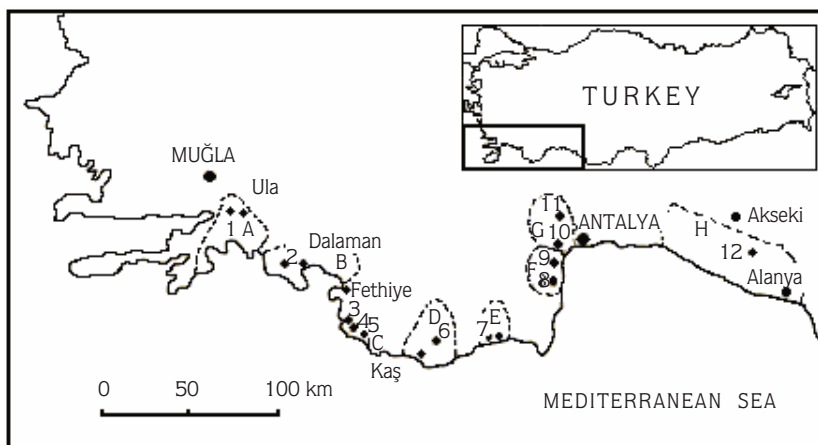 TURKEY
MUĞLA
Ula
1 A
11
ANTALYA
Akseki
G 10
H
12
2
Dalaman
B
9
F
8
Alanya
Fethiye
3
4
5
C
D
6
7
E
Kaş
0 50 100 km
MEDITERRANEAN SEA